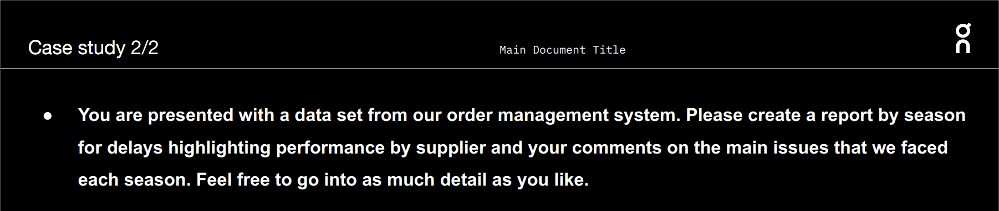 Case study 2/2
Main Document Title
on
● You are presented with a data set from our order management system. Please create a report by season
for delays highlighting performance by supplier and your comments on the main issues that we faced
each season. Feel free to go into as much detail as you like.